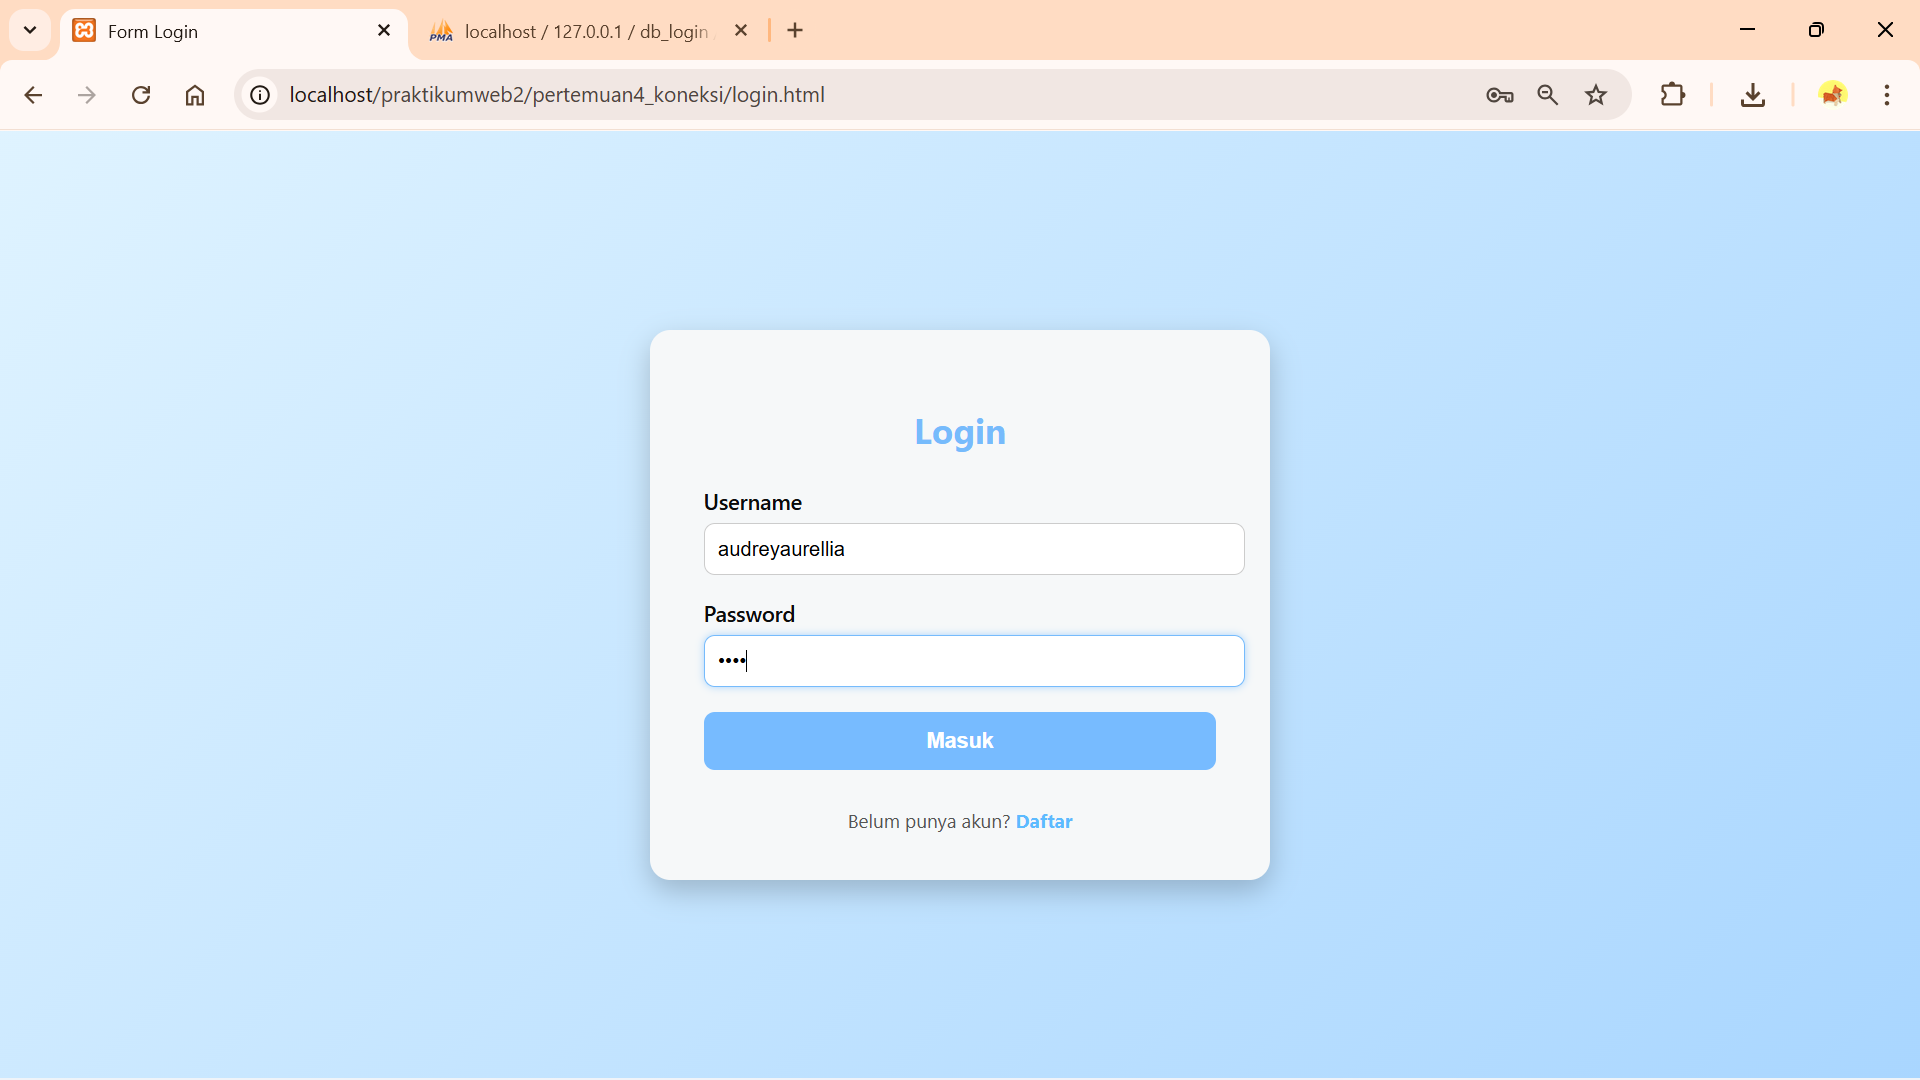 Form Login
localhost / 127.0.0.1 / db_login
localhost/praktikumweb2/pertemuan4_koneksi/login.html
Login
Username
audreyaurellia
Password
••••
Masuk
Belum punya akun? Daftar